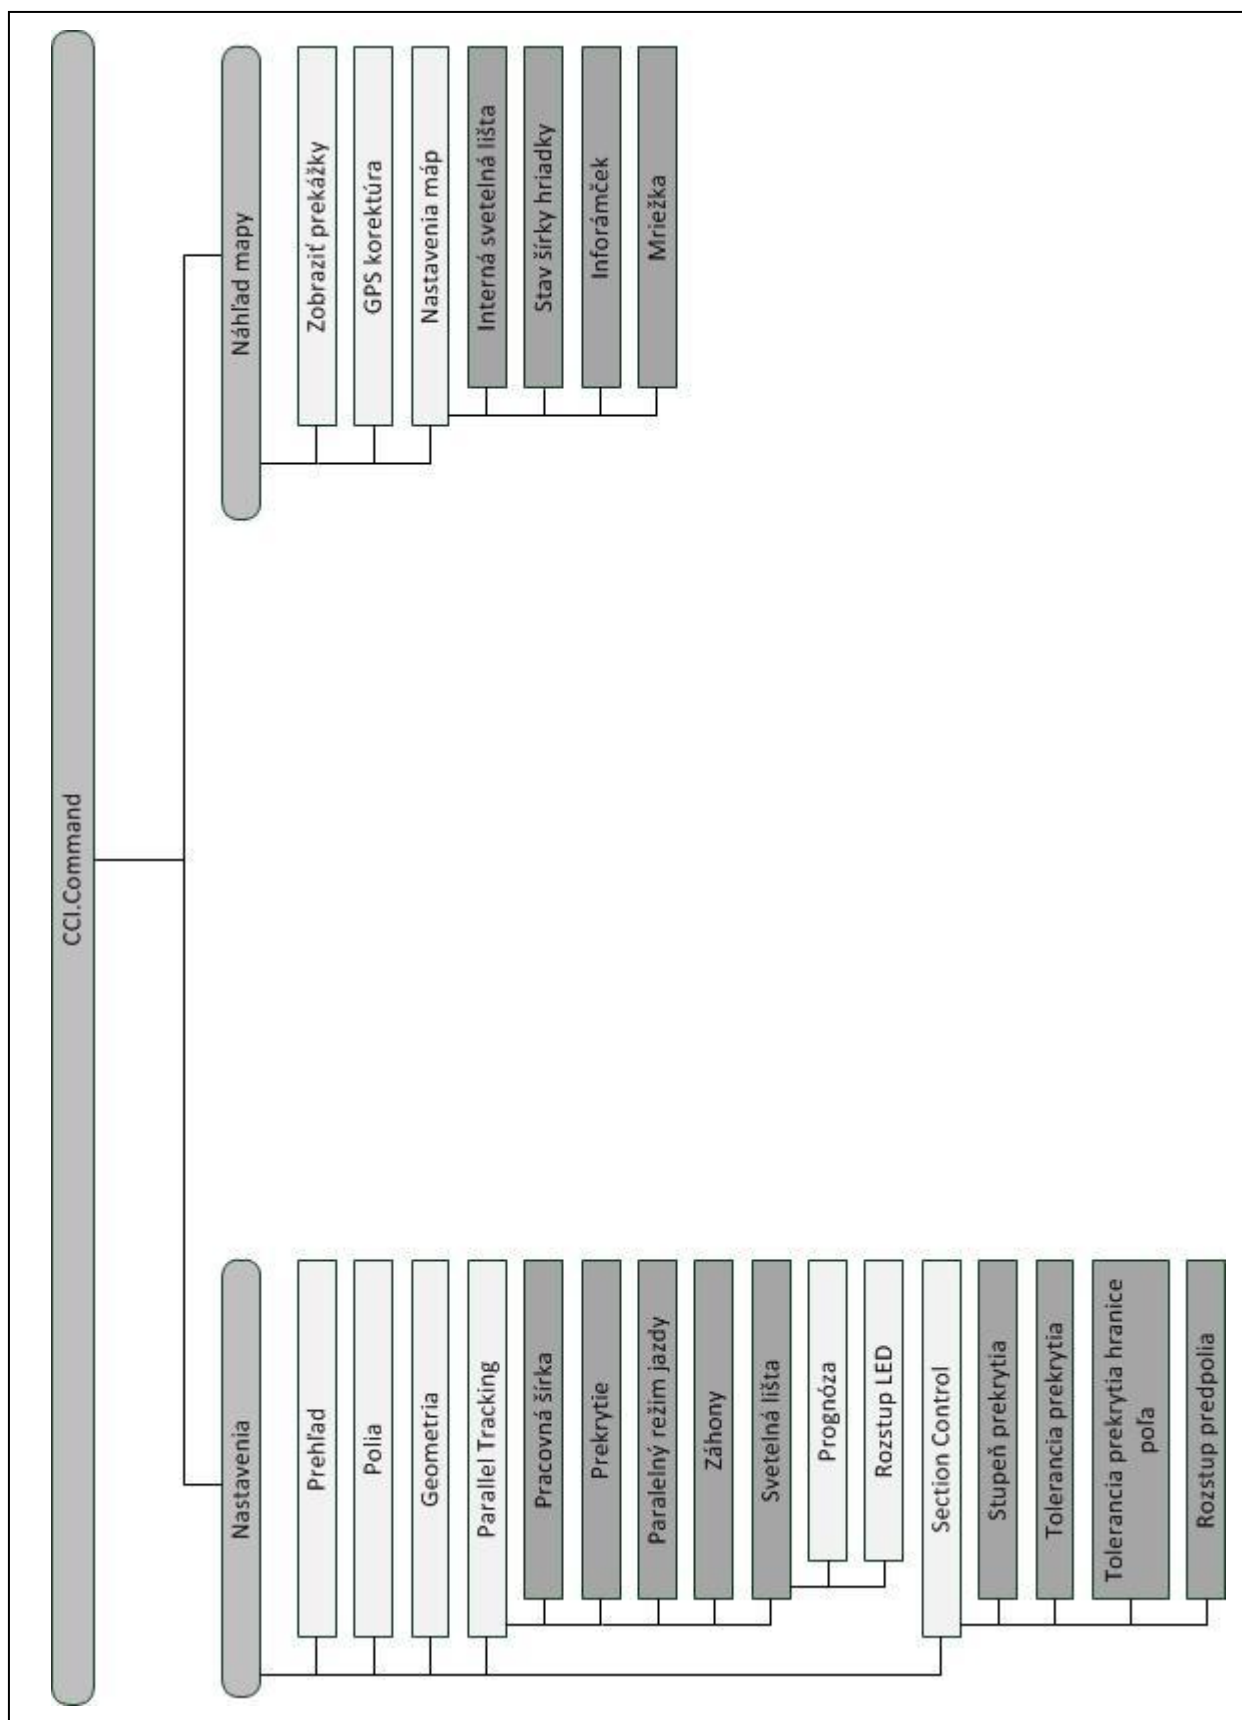 CCI.Command
Nastavenia
Prehľad
Polia
Geometria
Parallel Tracking
Pracovná šírka
Prekrytie
Paralelný režim jazdy
Záhony
Svetelná lišta
Prognóza
Rozstup LED
Section Control
Stupeň prekrytia
Tolerancia prekrytia
Tolerancia prekrytia hranice
poľa
Rozstup predpolia
Náhľad mapy
Zobraziť prekážky
GPS korektúra
Nastavenia máp
Interná svetelná lišta
Stav šírky hriadky
Inforámček
Mriežka